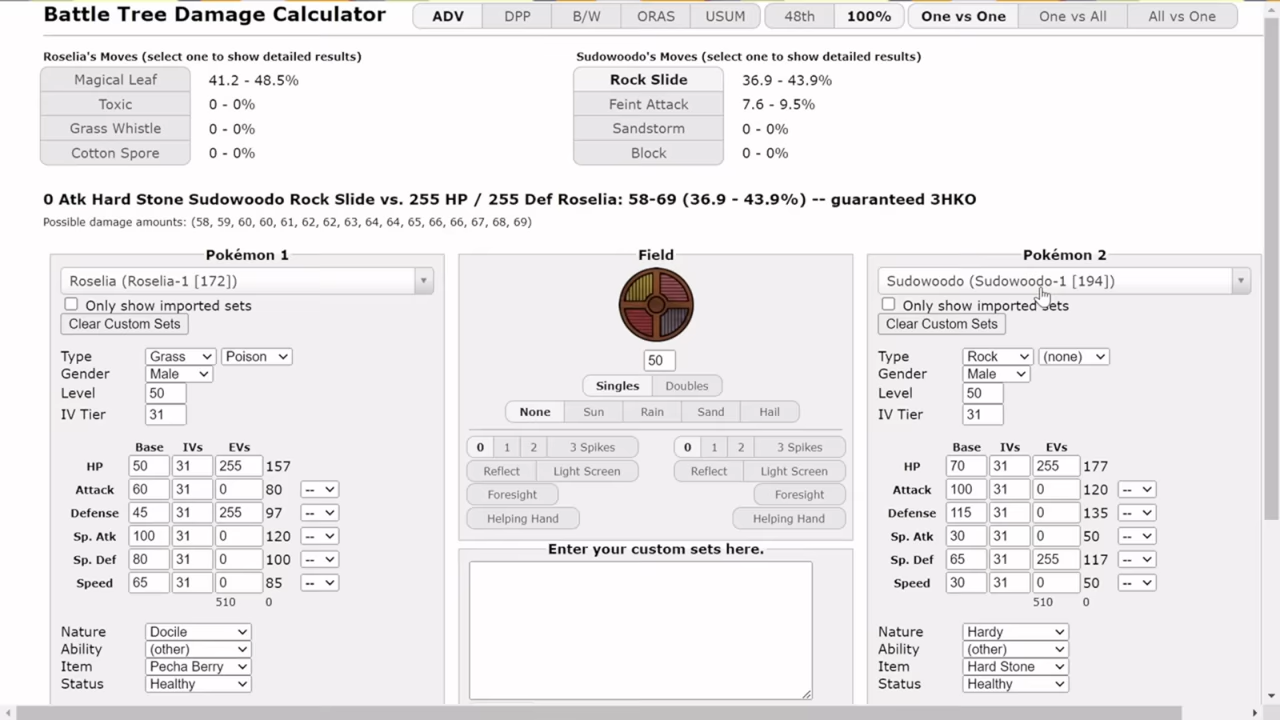 Battle Tree Damage Calculator
ADV DPP B/W ORAS USUM 48th 100% One vs One One vs All All vs One
Roselia's Moves (select one to show detailed results)
Magical Leaf 41.2 - 48.5%
Toxic 0 - 0%
Grass Whistle 0 - 0%
Cotton Spore 0 - 0%
Sudowoodo's Moves (select one to show detailed results)
Rock Slide 36.9 - 43.9%
Feint Attack 7.6 - 9.5%
Sandstorm 0 - 0%
Block 0 - 0%
0 Atk Hard Stone Sudowoodo Rock Slide vs. 255 HP / 255 Def Roselia: 58-69 (36.9 - 43.9%) -- guaranteed 3HKO
Possible damage amounts: (58, 59, 60, 60, 61, 62, 62, 63, 64, 64, 65, 66, 66, 67, 68, 69)
Pokémon 1
Roselia (Roselia-1 [172])
Only show imported sets
Clear Custom Sets
Type Grass Poison
Gender Male
Level 50
IV Tier 31
Base IVs EVs
HP 50 31 255 157
Attack 60 31 0 80 --
Defense 45 31 255 97 --
Sp. Atk 100 31 0 120 --
Sp. Def 80 31 0 100 --
Speed 65 31 0 85 --
510 0
Nature Docile
Ability (other)
Item Pecha Berry
Status Healthy
Field
50
Singles Doubles
None Sun Rain Sand Hail
0 1 2 3 Spikes 0 1 2 3 Spikes
Reflect Light Screen Reflect Light Screen
Foresight Foresight
Helping Hand Helping Hand
Enter your custom sets here.
Pokémon 2
Sudowoodo (Sudowoodo-1 [194])
Only show imported sets
Clear Custom Sets
Type Rock (none)
Gender Male
Level 50
IV Tier 31
Base IVs EVs
HP 70 31 255 177
Attack 100 31 0 120 --
Defense 115 31 0 135 --
Sp. Atk 30 31 0 50 --
Sp. Def 65 31 255 117 --
Speed 30 31 0 50 --
510 0
Nature Hardy
Ability (other)
Item Hard Stone
Status Healthy